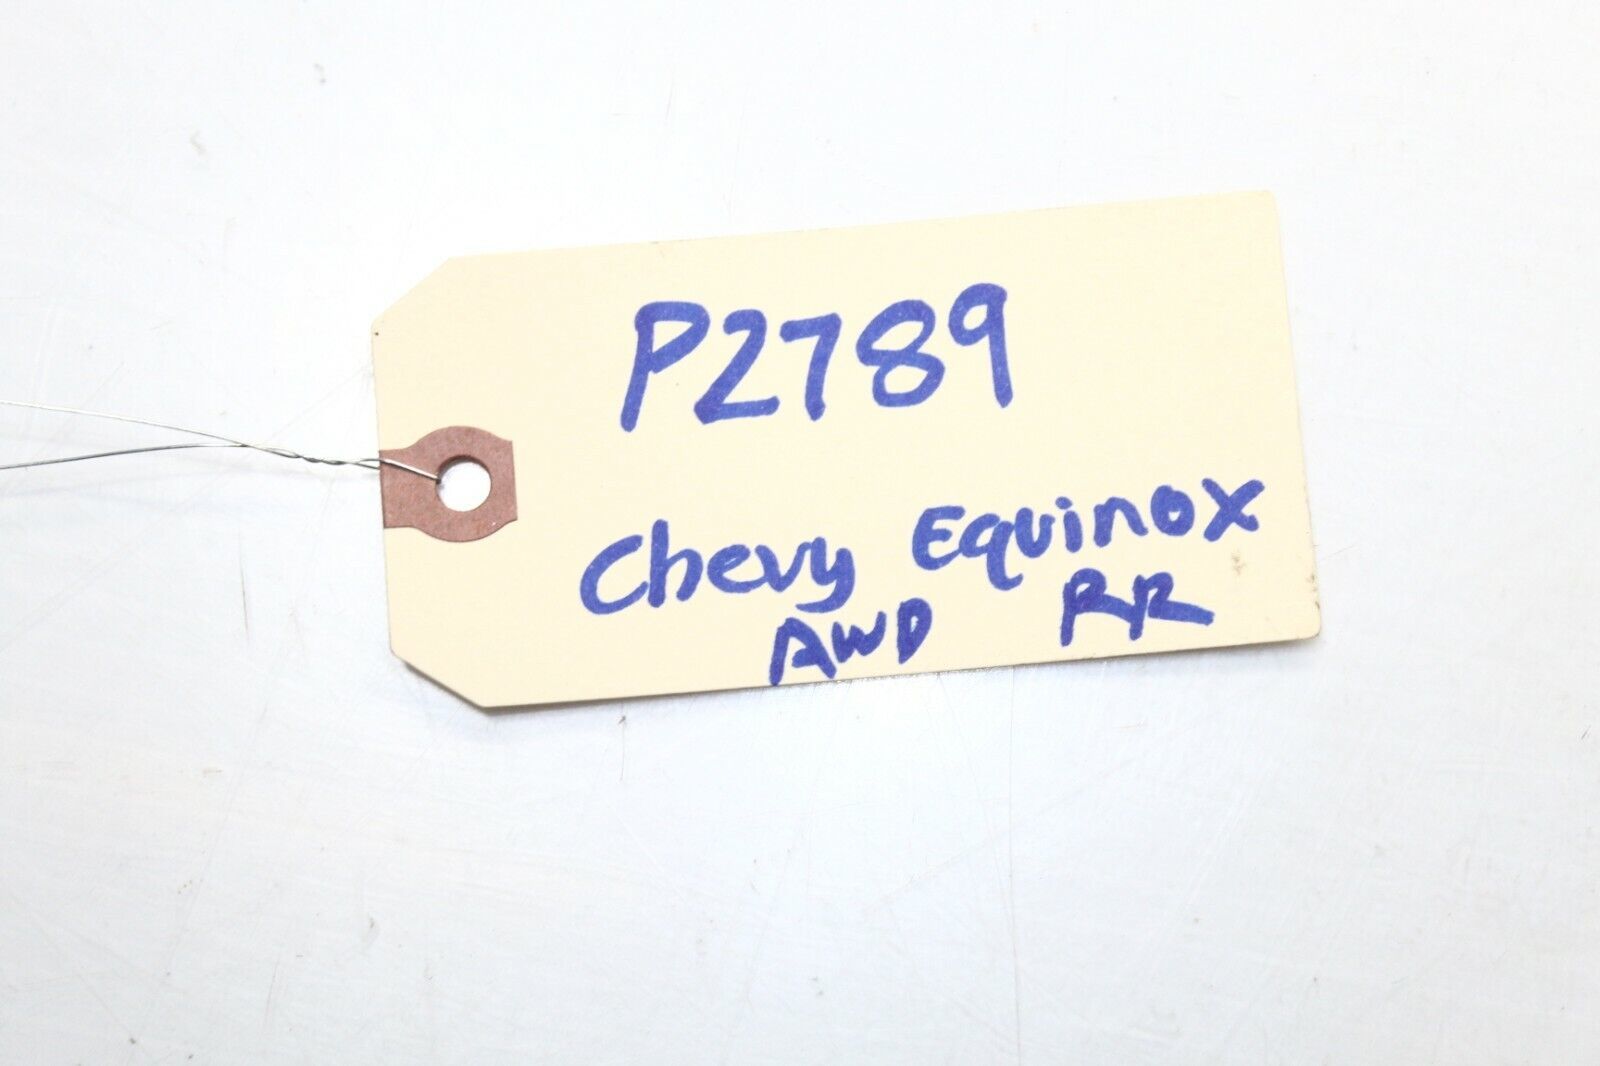 P2789
Chevy Equinox
AWD RR